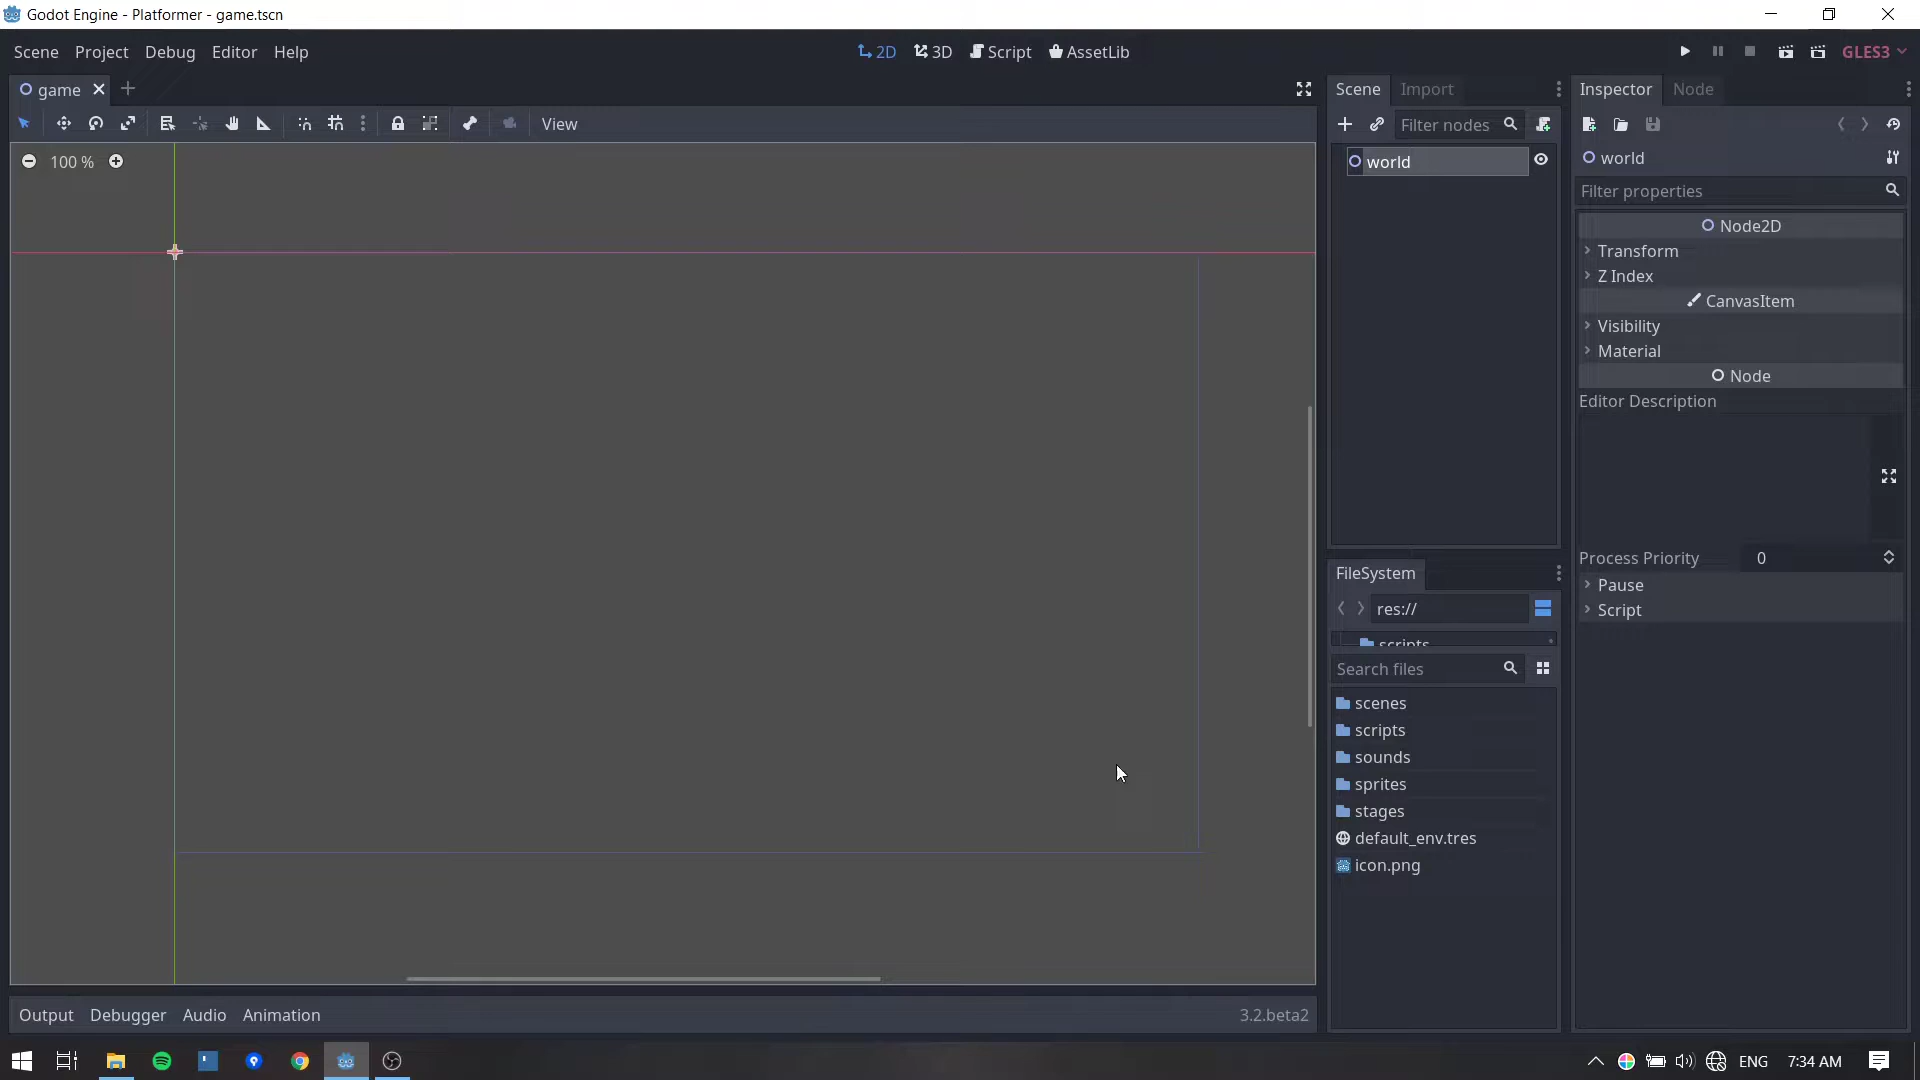 Godot Engine - Platformer - game.tscn
Scene Project Debug Editor Help
2D 3D Script AssetLib
GLES3
game
View
100 %
Scene Import
Filter nodes
world
FileSystem
res://
scripts
Search files
scenes
scripts
sounds
sprites
stages
default_env.tres
icon.png
Inspector Node
world
Filter properties
Node2D
Transform
Z Index
CanvasItem
Visibility
Material
Node
Editor Description
Process Priority 0
Pause
Script
Output Debugger Audio Animation
3.2.beta2
ENG 7:34 AM